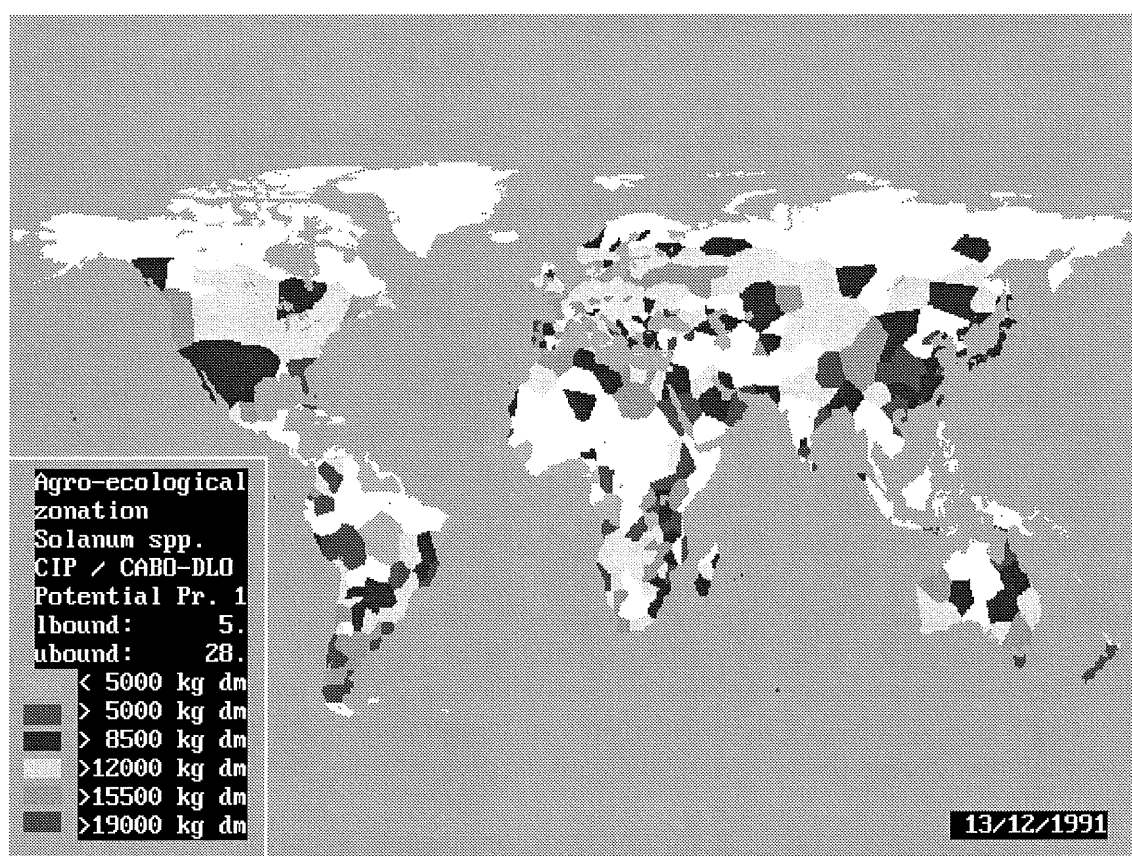 Agro-ecological
zonation
Solanum spp.
CIP / CABO-DLO
Potential Pr. 1
lbound: 5.
ubound: 28.
< 5000 kg dm
> 5000 kg dm
> 8500 kg dm
>12000 kg dm
>15500 kg dm
>19000 kg dm
13/12/1991